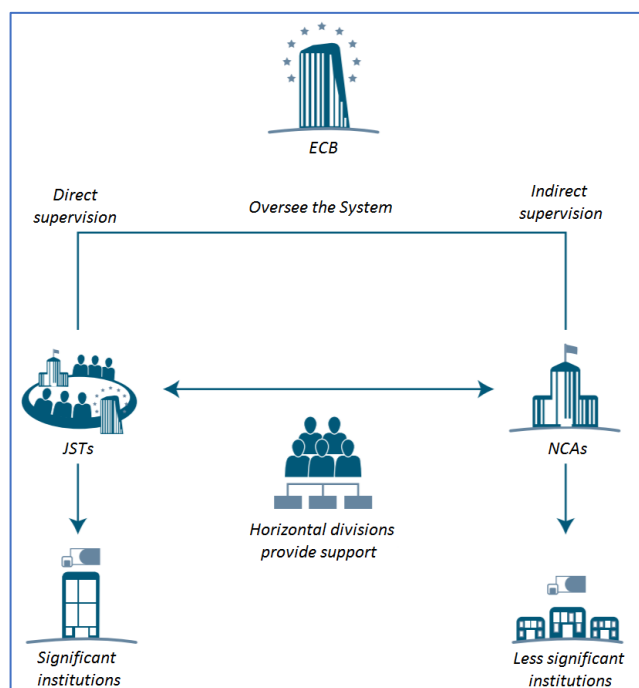 ECB
Direct
supervision
Oversee the System
Indirect
supervision
JSTs
NCAs
Horizontal divisions
provide support
Significant
institutions
Less significant
institutions